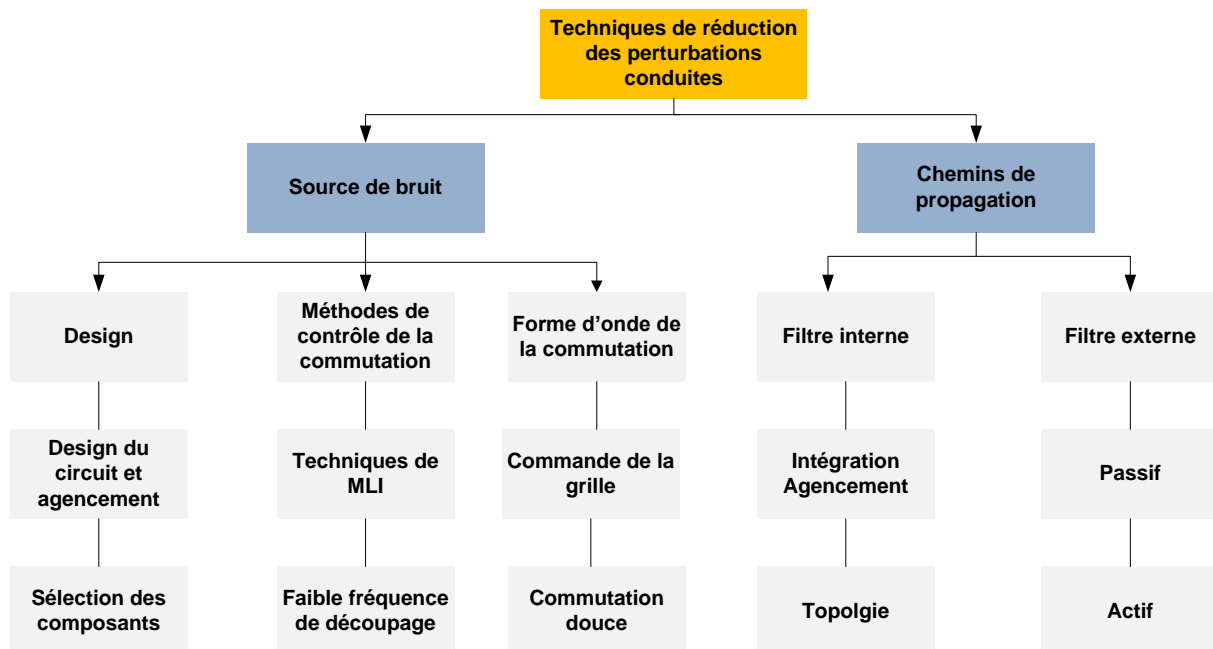 Techniques de réduction
des perturbations
conduites
Source de bruit
Chemins de
propagation
Design
Méthodes de
contrôle de la
commutation
Forme d'onde de
la commutation
Filtre interne
Filtre externe
Design du
circuit et
agencement
Techniques de
MLI
Commande de la
grille
Intégration
Agencement
Passif
Sélection des
composants
Faible fréquence
de découpage
Commutation
douce
Topolgie
Actif